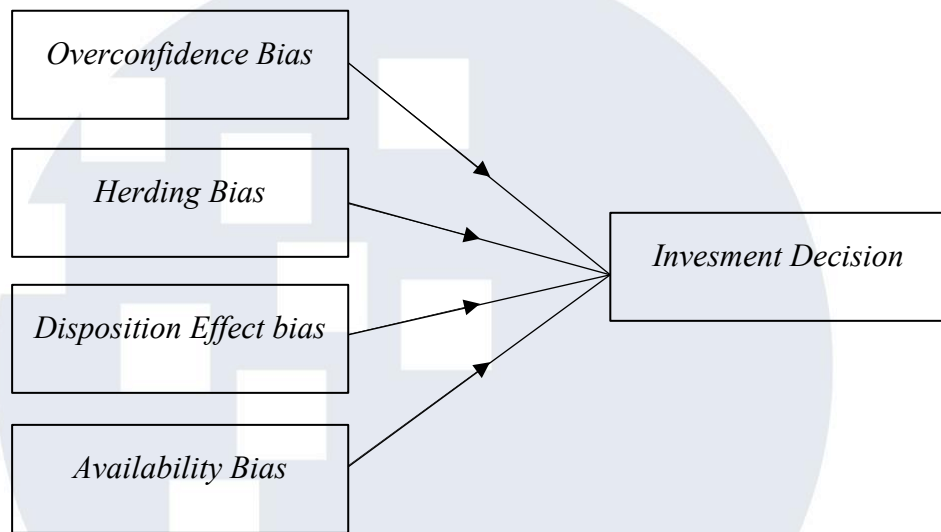 Overconfidence Bias
Herding Bias
Invesment Decision
Disposition Effect bias
Availability Bias